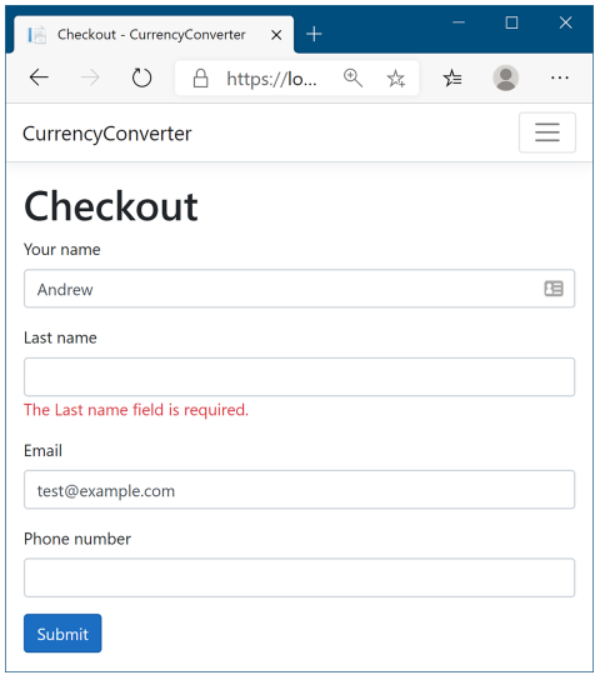 Checkout - CurrencyConverter
https://lo...
CurrencyConverter
Checkout
Your name
Andrew
Last name
The Last name field is required.
Email
test@example.com
Phone number
Submit